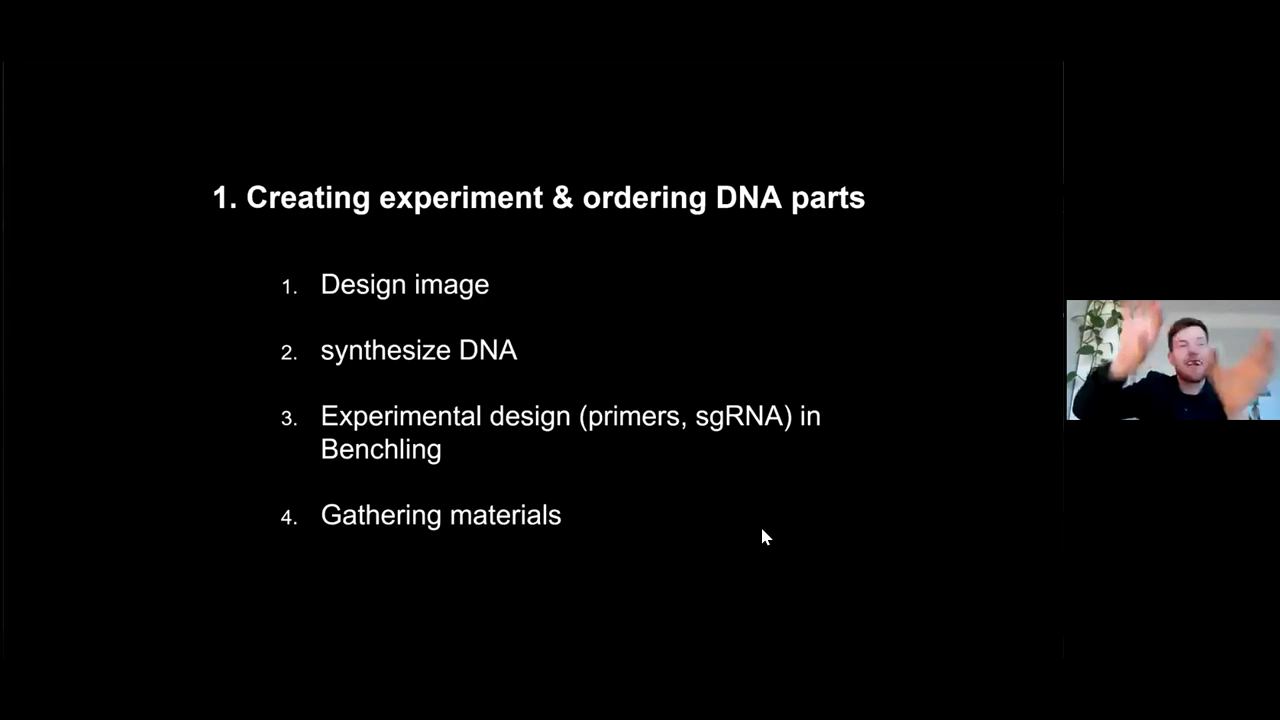 1. Creating experiment & ordering DNA parts
1. Design image
2. synthesize DNA
3. Experimental design (primers, sgRNA) in
Benchling
4. Gathering materials